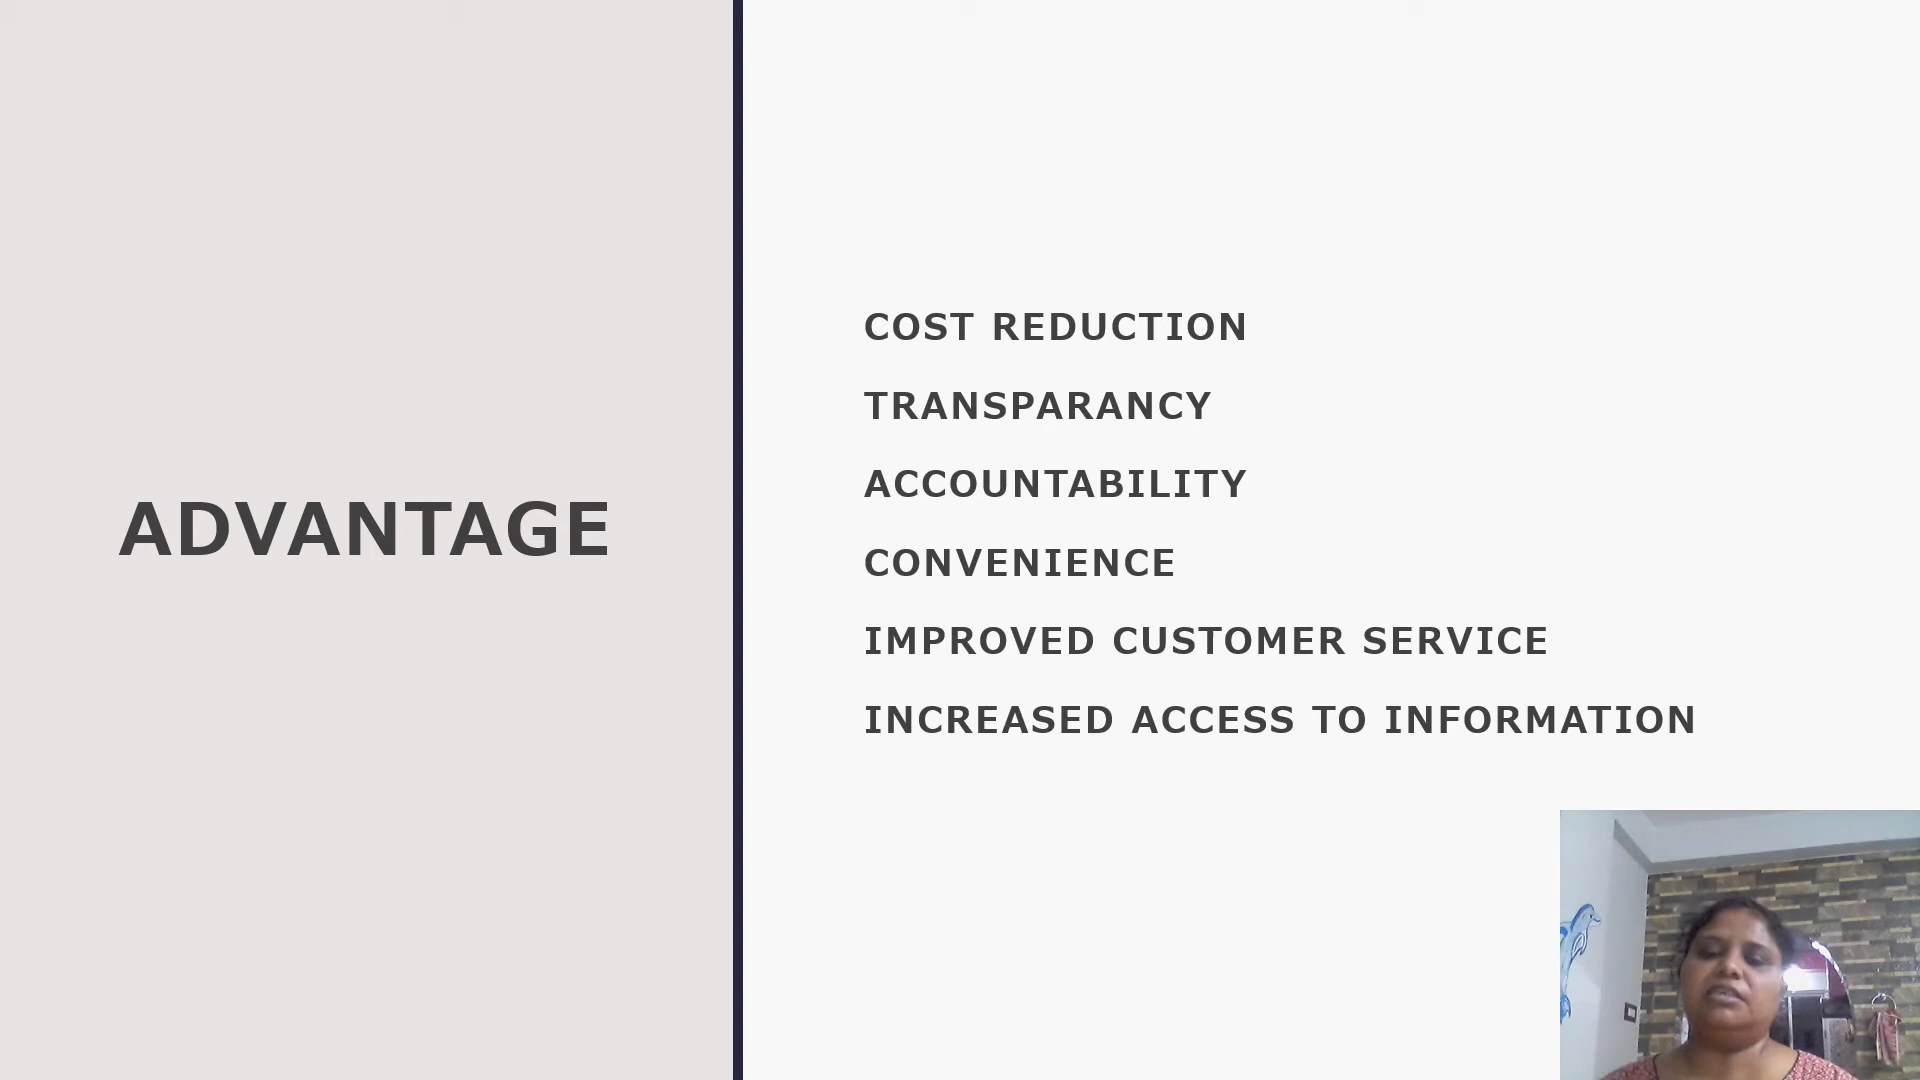 ADVANTAGE
COST REDUCTION
TRANSPARANCY
ACCOUNTABILITY
CONVENIENCE
IMPROVED CUSTOMER SERVICE
INCREASED ACCESS TO INFORMATION